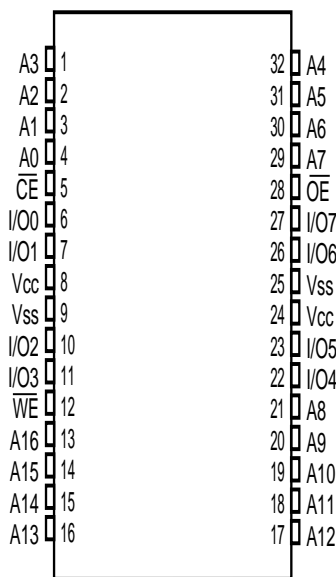 A3 1 32 A4
A2 2 31 A5
A1 3 30 A6
A0 4 29 A7
C̅E̅ 5 28 O̅E̅
I/O0 6 27 I/O7
I/O1 7 26 I/O6
Vcc 8 25 Vss
Vss 9 24 Vcc
I/O2 10 23 I/O5
I/O3 11 22 I/O4
W̅E̅ 12 21 A8
A16 13 20 A9
A15 14 19 A10
A14 15 18 A11
A13 16 17 A12